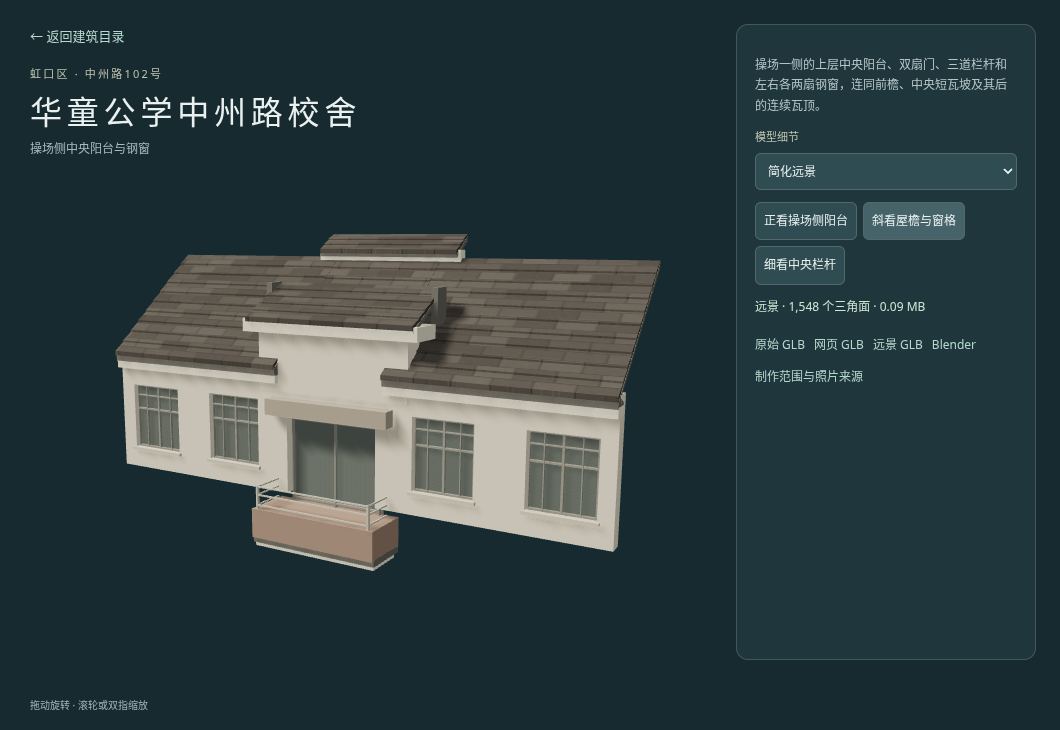 ← 返回建筑目录
虹口区 · 中州路102号
华童公学中州路校舍
操场侧中央阳台与钢窗
操场一侧的上层中央阳台、双扇门、三道栏杆和
左右各两扇钢窗，连同前檐、中央短瓦坡及其后
的连续瓦顶。
模型细节
简化远景
正看操场侧阳台 斜看屋檐与窗格
细看中央栏杆
远景 · 1,548 个三角面 · 0.09 MB
原始 GLB 网页 GLB 远景 GLB Blender
制作范围与照片来源
拖动旋转 · 滚轮或双指缩放